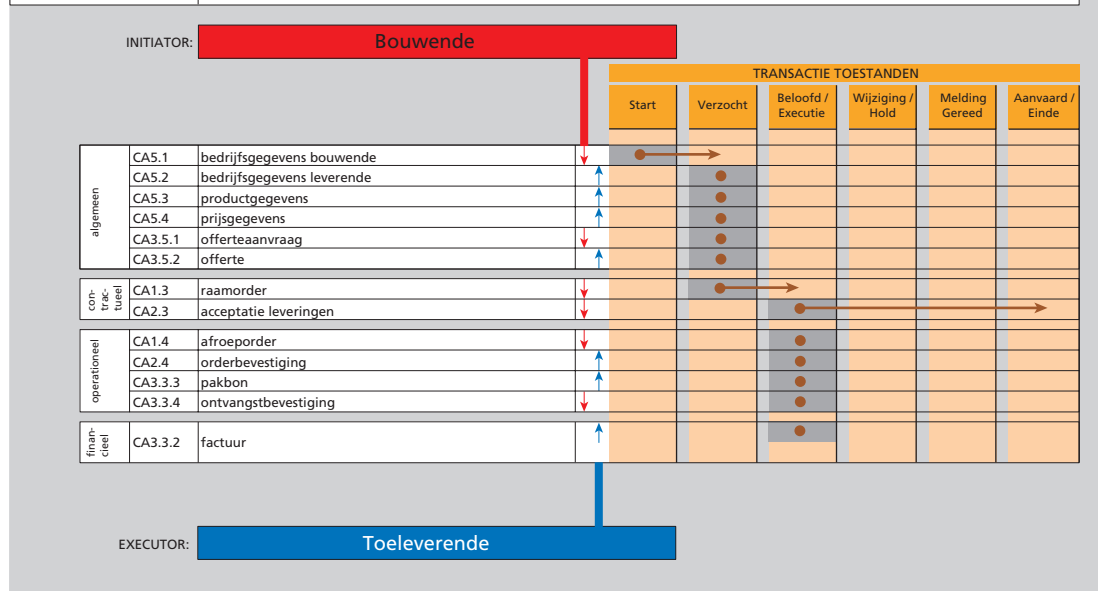 INITIATOR:
Bouwende
TRANSACTIE TOESTANDEN
Start
Verzocht
Beloofd /
Executie
Wijziging /
Hold
Melding
Gereed
Aanvaard /
Einde
algemeen
CA5.1 bedrijfsgegevens bouwende
CA5.2 bedrijfsgegevens leverende
CA5.3 productgegevens
CA5.4 prijsgegevens
CA3.5.1 offerteaanvraag
CA3.5.2 offerte
con-
trac-
tueel
CA1.3 raamorder
CA2.3 acceptatie leveringen
operationeel
CA1.4 afroeporder
CA2.4 orderbevestiging
CA3.3.3 pakbon
CA3.3.4 ontvangstbevestiging
finan-
cieel
CA3.3.2 factuur
EXECUTOR:
Toeleverende